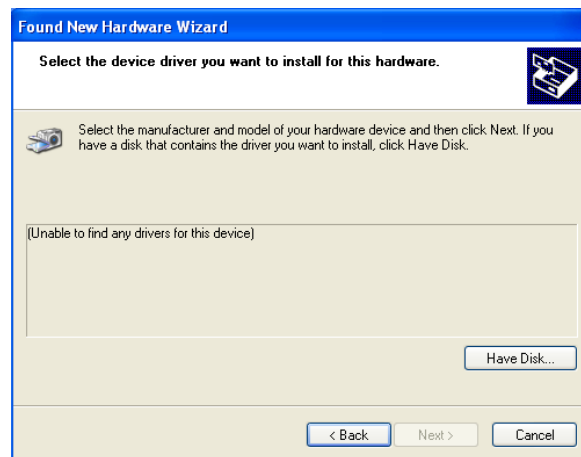 Found New Hardware Wizard
Select the device driver you want to install for this hardware.
Select the manufacturer and model of your hardware device and then click Next. If you
have a disk that contains the driver you want to install, click Have Disk.
(Unable to find any drivers for this device)
Have Disk...
< Back
Next >
Cancel